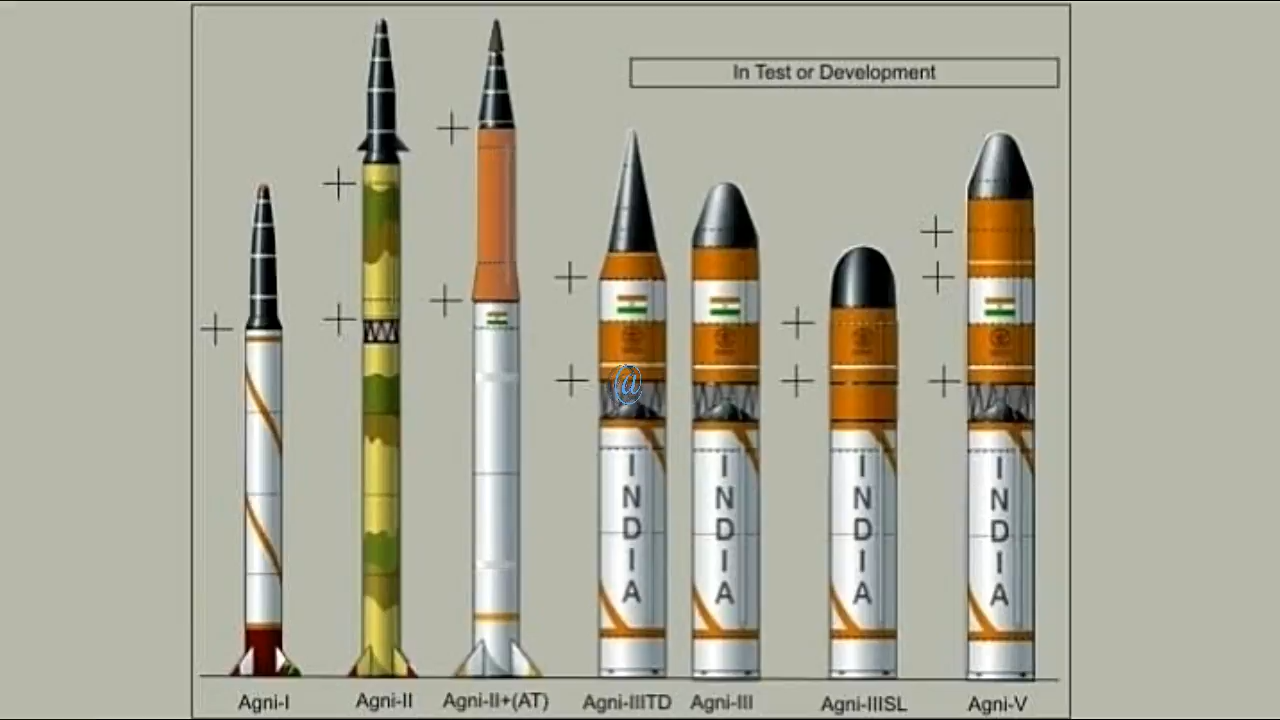 In Test or Development
@
INDIA
INDIA
INDIA
INDIA
Agni-I
Agni-II
Agni-II+(AT)
Agni-IIITD
Agni-III
Agni-IIISL
Agni-V